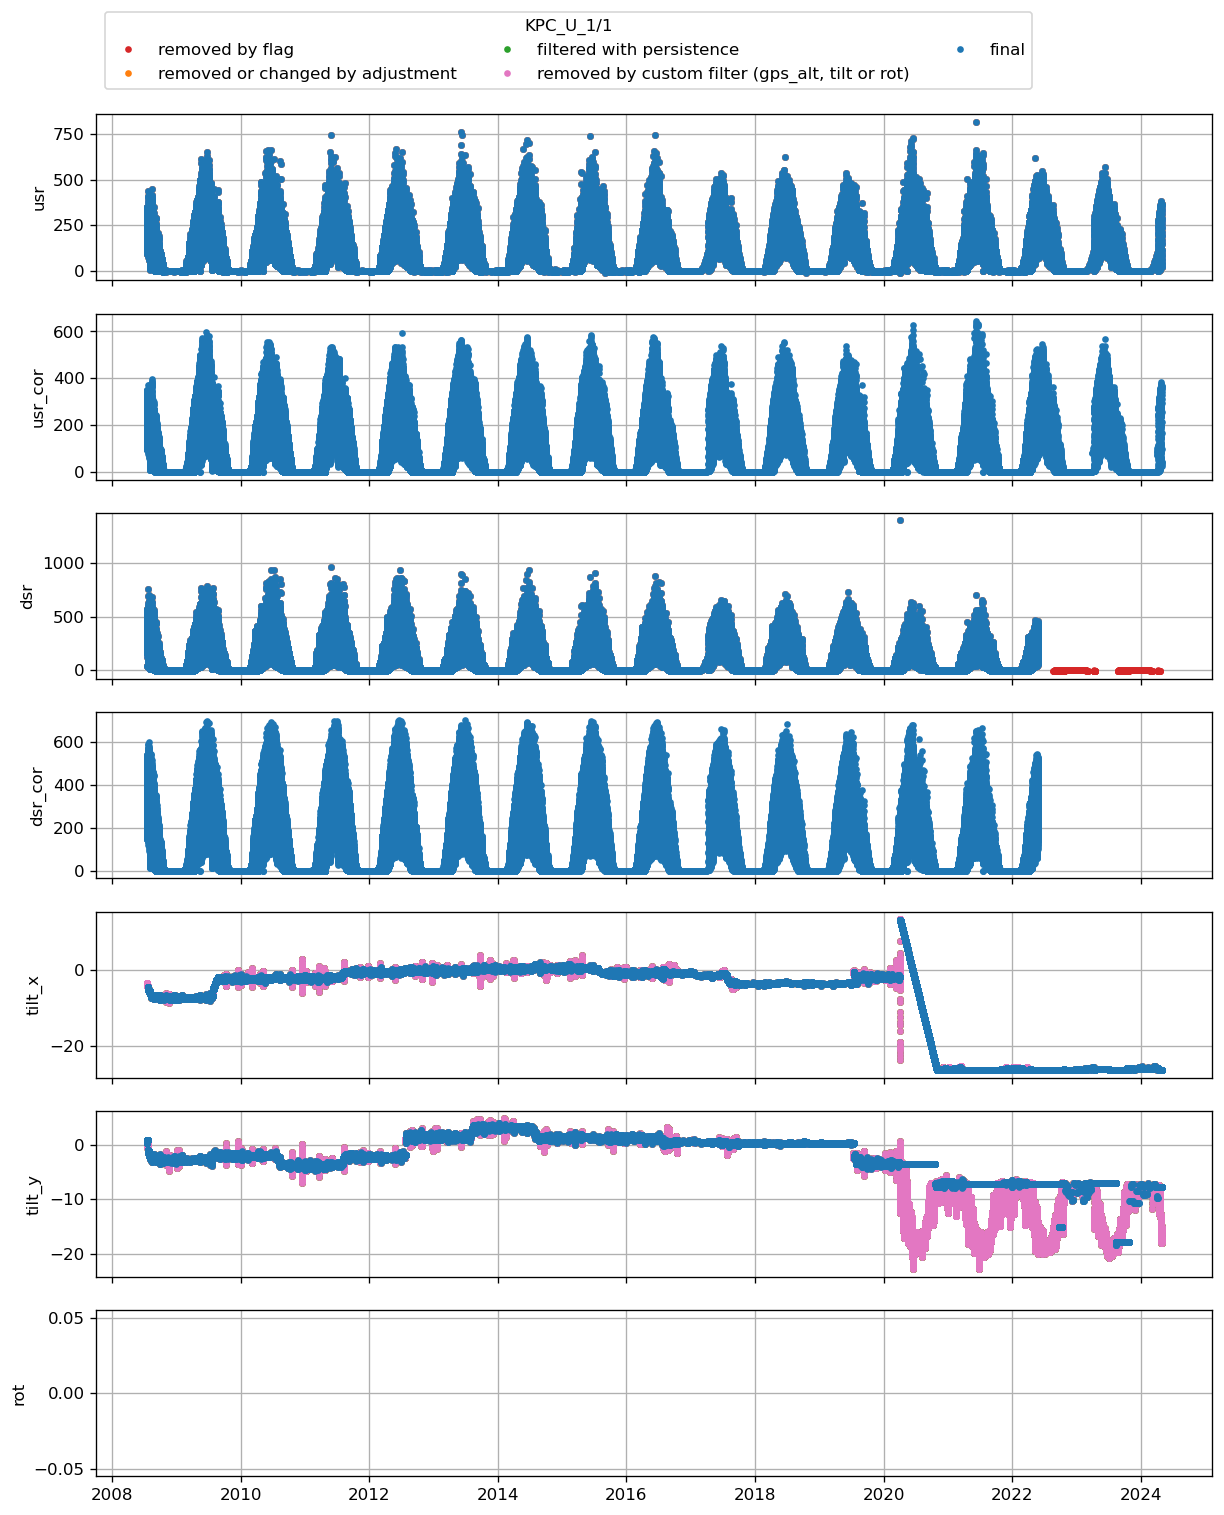 KPC_U_1/1
removed by flag
removed or changed by adjustment
filtered with persistence
removed by custom filter (gps_alt, tilt or rot)
final
usr
750
500
250
0
usr_cor
600
400
200
0
dsr
1000
500
0
dsr_cor
600
400
200
0
tilt_x
0
−20
tilt_y
0
−10
−20
rot
0.05
0.00
−0.05
2008 2010 2012 2014 2016 2018 2020 2022 2024